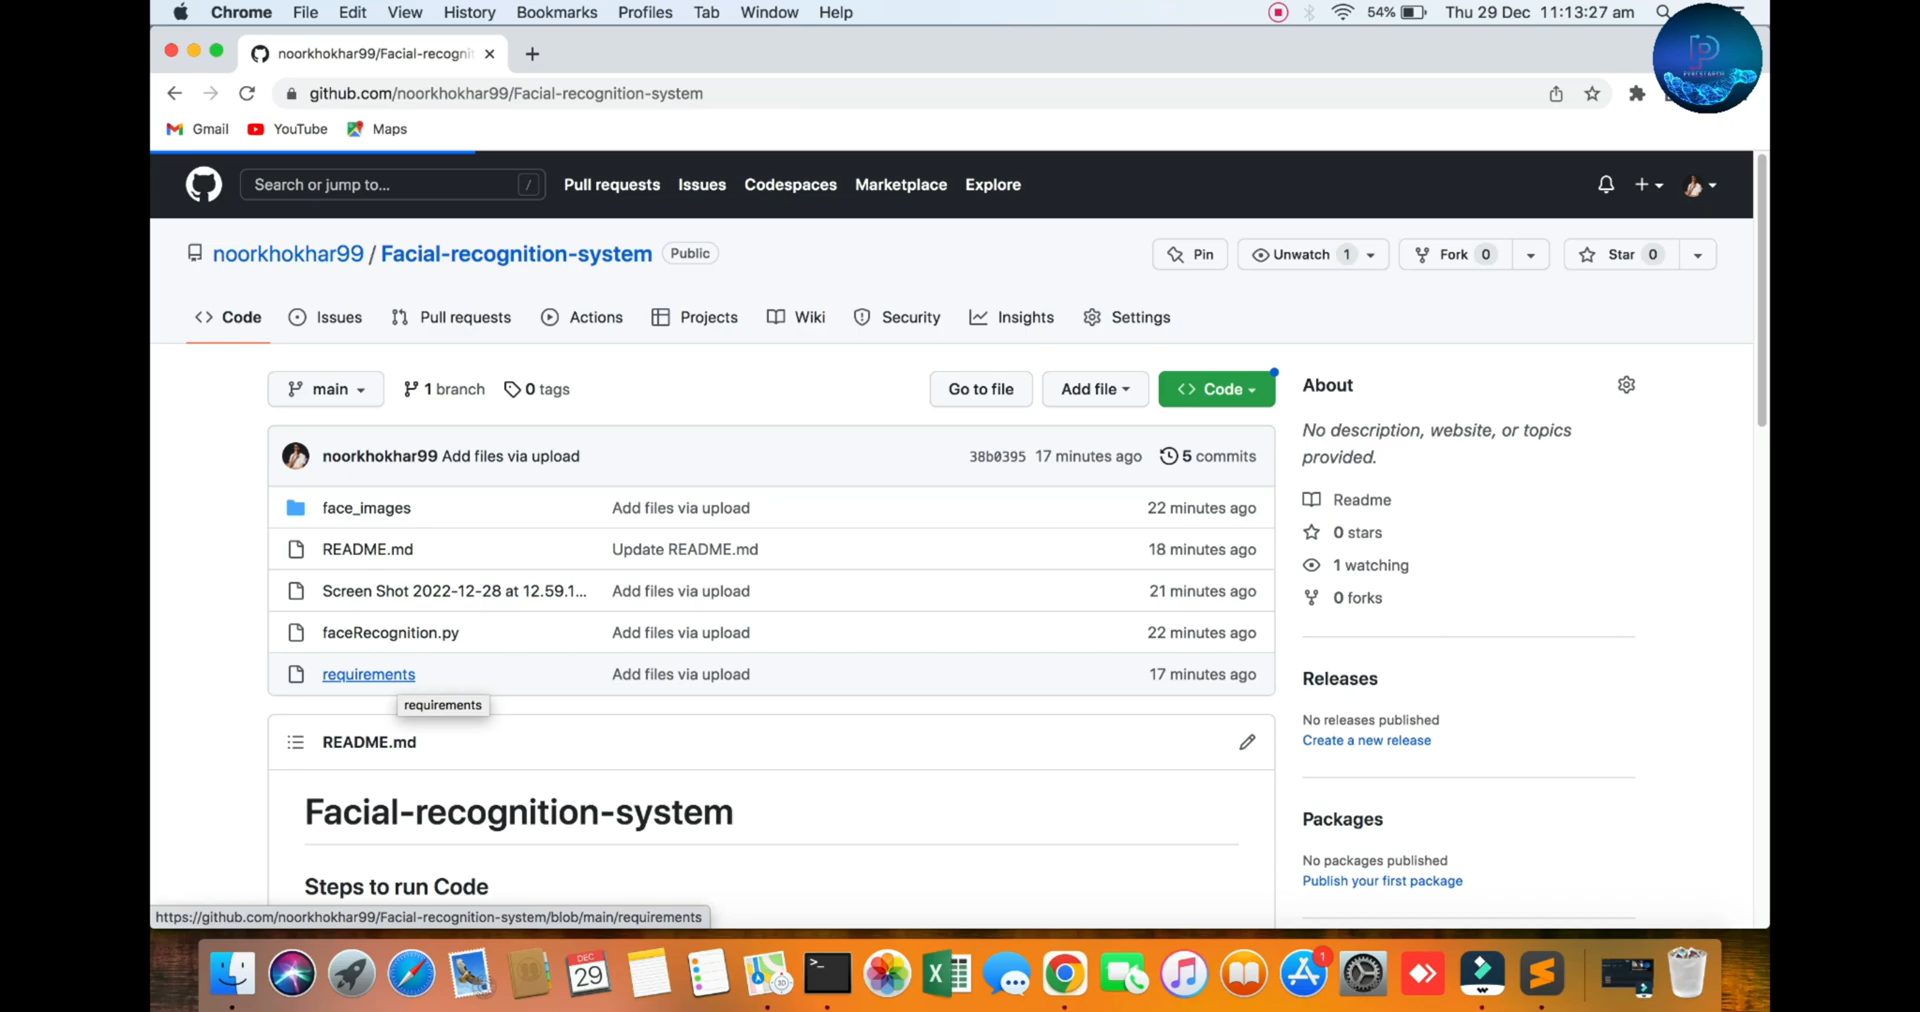 Chrome File Edit View History Bookmarks Profiles Tab Window Help 54% Thu 29 Dec 11:13:27 am
noorkhokhar99/Facial-recognit
github.com/noorkhokhar99/Facial-recognition-system
Gmail YouTube Maps
Search or jump to... / Pull requests Issues Codespaces Marketplace Explore
noorkhokhar99 / Facial-recognition-system Public Pin Unwatch 1 Fork 0 Star 0
Code Issues Pull requests Actions Projects Wiki Security Insights Settings
main 1 branch 0 tags Go to file Add file Code
About
No description, website, or topics
provided.
noorkhokhar99 Add files via upload 38b0395 17 minutes ago 5 commits
face_images Add files via upload 22 minutes ago
README.md Update README.md 18 minutes ago
Screen Shot 2022-12-28 at 12.59.1... Add files via upload 21 minutes ago
faceRecognition.py Add files via upload 22 minutes ago
requirements Add files via upload 17 minutes ago
requirements
Readme
0 stars
1 watching
0 forks
Releases
No releases published
Create a new release
Packages
No packages published
Publish your first package
README.md
Facial-recognition-system
Steps to run Code
https://github.com/noorkhokhar99/Facial-recognition-system/blob/main/requirements
DEC
29
1